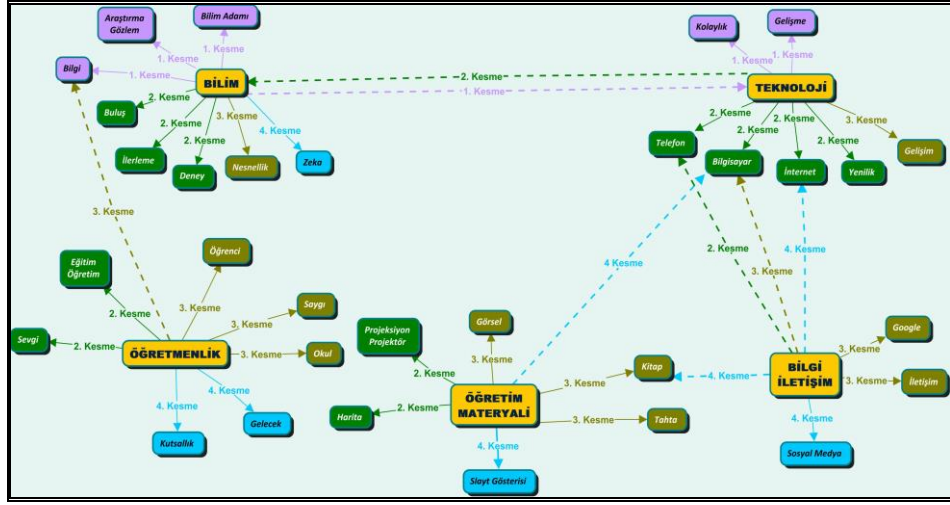 Araştırma
Gözlem
Bilim Adamı
Kolaylık
Gelişme
1. Kesme
1. Kesme
1. Kesme
1. Kesme
1. Kesme
Bilgi
BİLİM
2. Kesme
1. Kesme
TEKNOLOJİ
Buluş
2. Kesme
2. Kesme
2. Kesme
3. Kesme
4. Kesme
İlerleme
Deney
Nesnellik
Zeka
2. Kesme
2. Kesme
2. Kesme
2. Kesme
3. Kesme
Telefon
Bilgisayar
İnternet
Yenilik
Gelişim
3. Kesme
2. Kesme
3. Kesme
4. Kesme
4 Kesme
Eğitim
Öğretim
Öğrenci
Saygı
Okul
Sevgi
2. Kesme
2. Kesme
3. Kesme
3. Kesme
3. Kesme
ÖĞRETMENLİK
4. Kesme
4. Kesme
Kutsallık
Gelecek
Projeksiyon
Projektör
Görsel
Kitap
Tahta
Harita
2. Kesme
2. Kesme
3. Kesme
3. Kesme
3. Kesme
ÖĞRETİM
MATERYALİ
4. Kesme
Slayt Gösterisi
4. Kesme
BİLGİ
İLETİŞİM
3. Kesme
Google
3. Kesme
İletişim
4. Kesme
Sosyal Medya